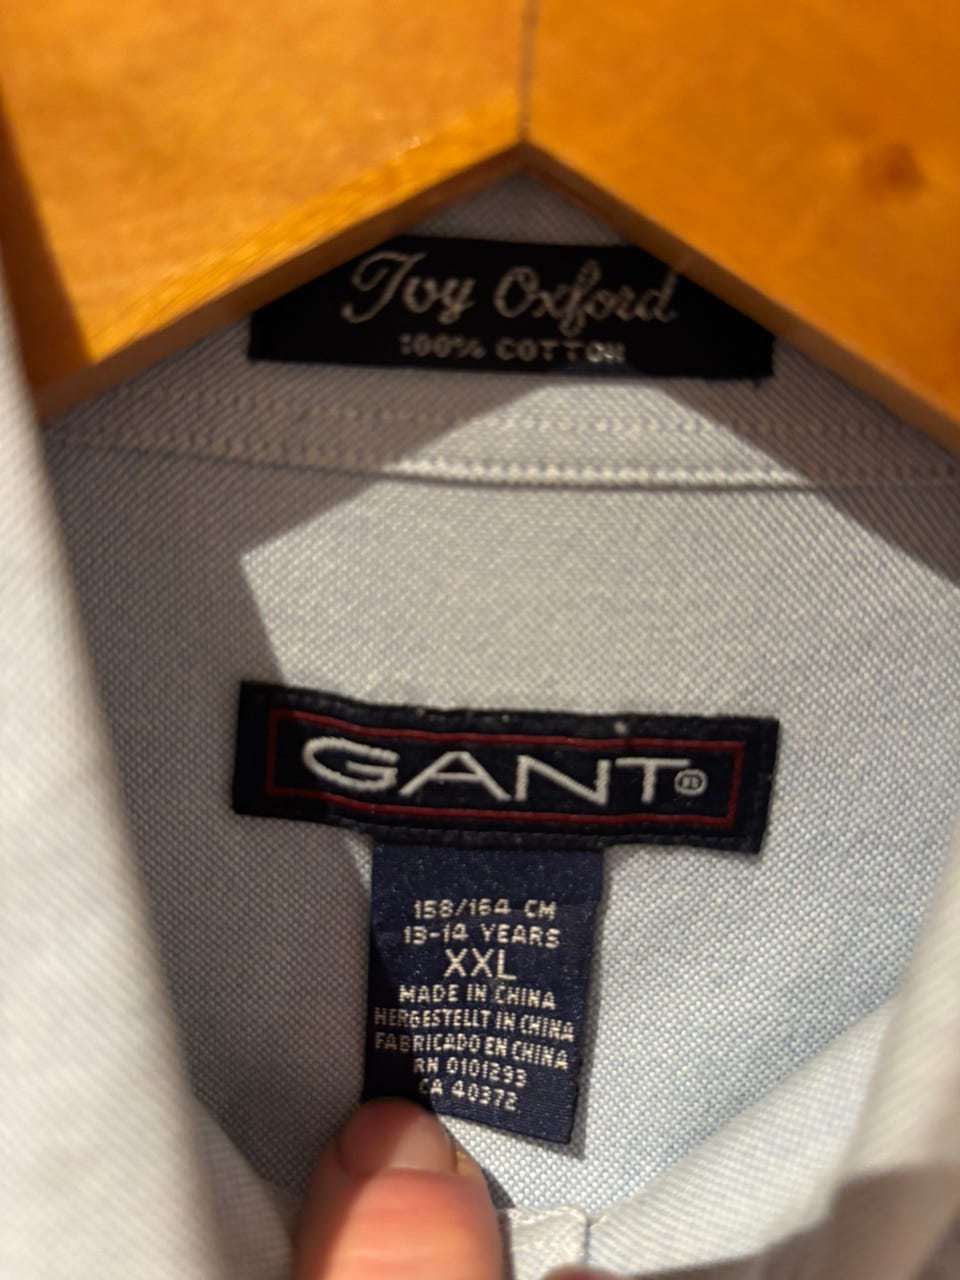 Ivy Oxford
100% COTTON
GANT®
158/164 CM
13-14 YEARS
XXL
MADE IN CHINA
HERGESTELLT IN CHINA
FABRICADO EN CHINA
RN 0101293
CA 40372